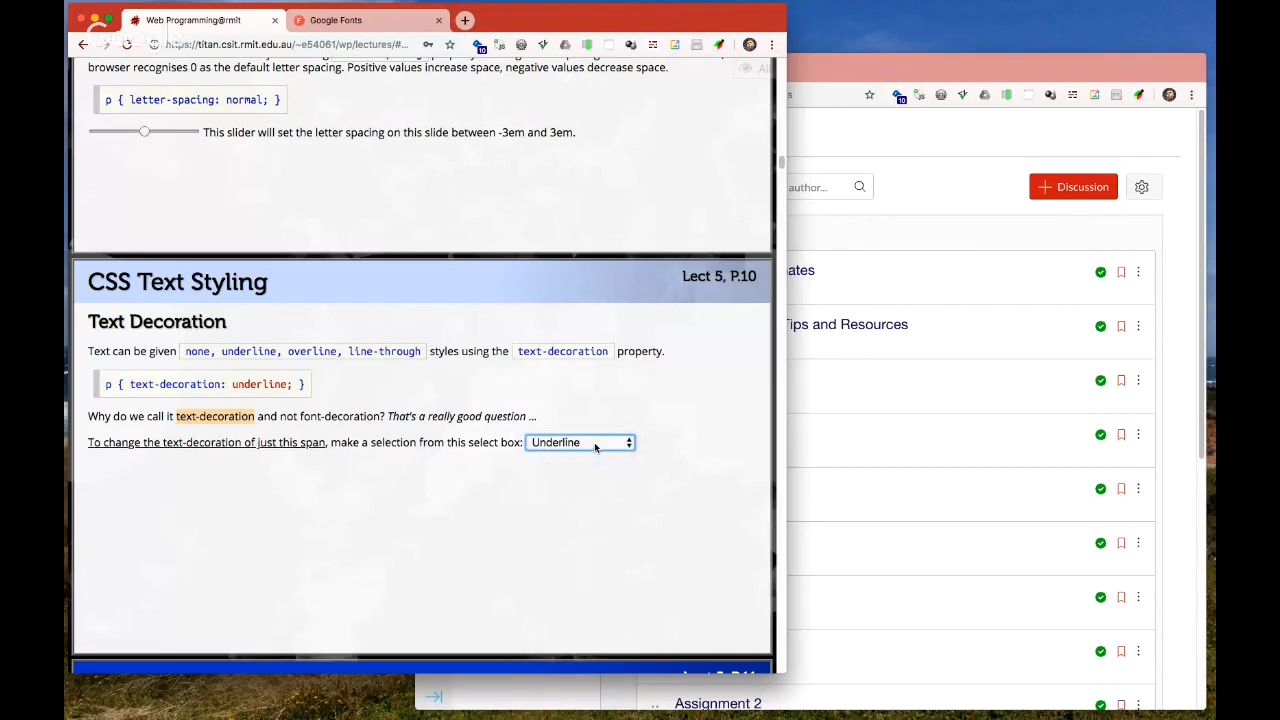 Web Programming@rmit
Google Fonts
https://titan.csit.rmit.edu.au/~e54061/wp/lectures/#...
10
browser recognises 0 as the default letter spacing. Positive values increase space, negative values decrease space.
p { letter-spacing: normal; }
This slider will set the letter spacing on this slide between -3em and 3em.
CSS Text Styling
Lect 5, P.10
Text Decoration
Text can be given none, underline, overline, line-through styles using the text-decoration property.
p { text-decoration: underline; }
Why do we call it text-decoration and not font-decoration? That's a really good question ...
To change the text-decoration of just this span, make a selection from this select box: Underline
10
author...
Discussion
ates
Tips and Resources
Assignment 2